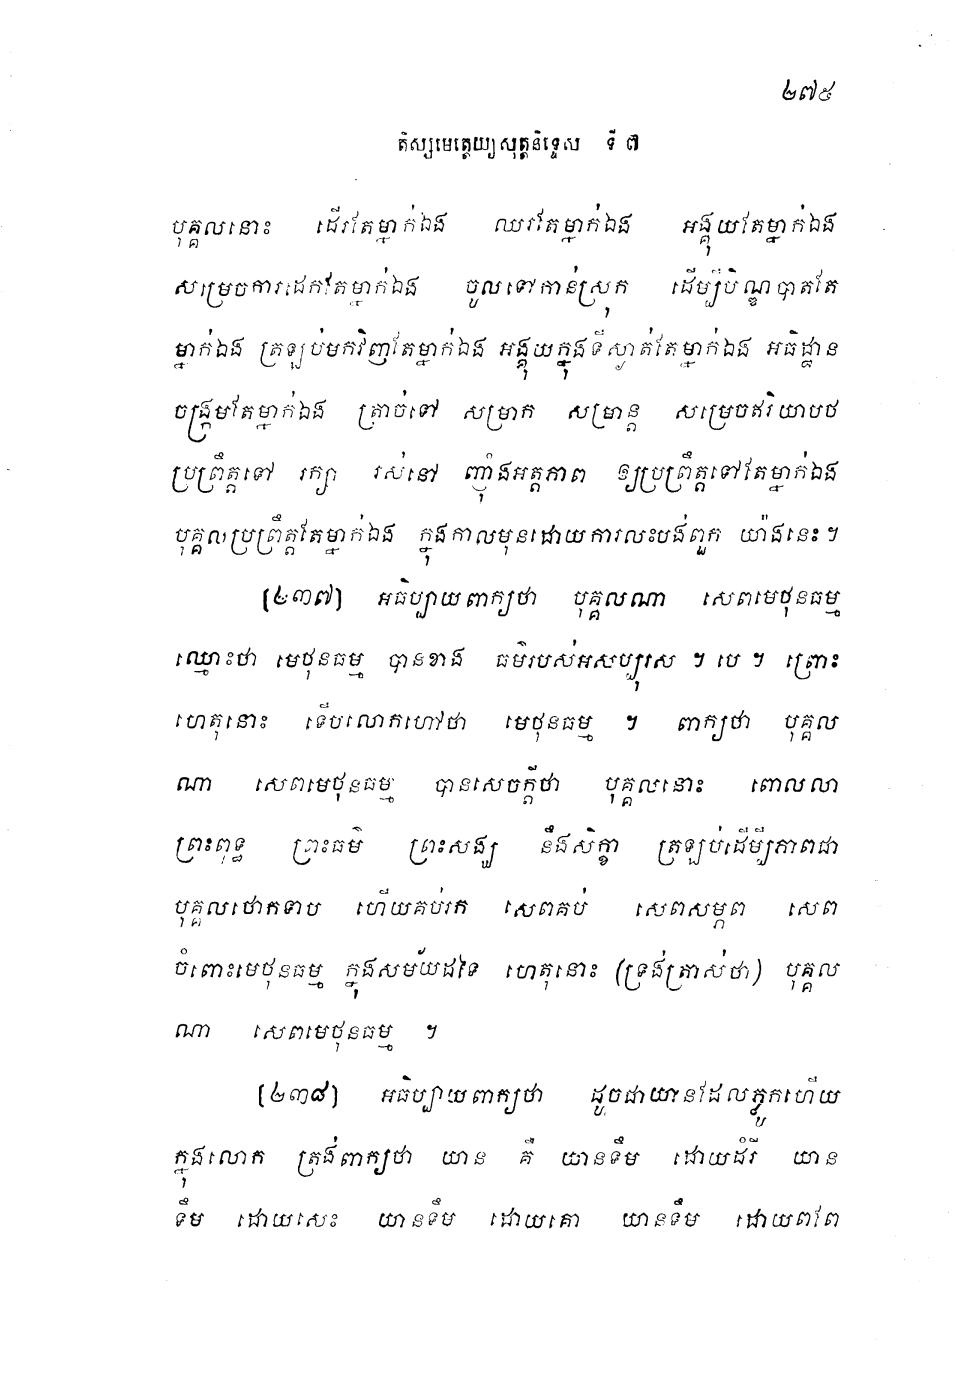 ២៧៥
តិស្សមេត្តេយ្យសុត្តនិទ្ទេស ទី ៧
បុគ្គលនោះ ដើរតែម្នាក់ឯង ឈរតែម្នាក់ឯង អង្គុយតែម្នាក់ឯង
សម្រេចការដេកតែម្នាក់ឯង ចូលទៅកាន់ស្រុក ដើម្បីបិណ្ឌបាតតែ
ម្នាក់ឯង ត្រឡប់មកវិញតែម្នាក់ឯង អង្គុយក្នុងទីស្ងាត់តែម្នាក់ឯង អធិដ្ឋាន
ចង្ក្រមតែម្នាក់ឯង ត្រាច់ទៅ សម្រាក សម្រាន្ត សម្រេចឥរិយាបថ
ប្រព្រឹត្តទៅ រក្សា រស់នៅ ញ៉ាំងអត្តភាព ឲ្យប្រព្រឹត្តទៅតែម្នាក់ឯង
បុគ្គលប្រព្រឹត្តតែម្នាក់ឯង ក្នុងកាលមុនដោយការលះបង់ពួក យ៉ាងនេះ ។
[៤៣៧] អធិប្បាយពាក្យថា បុគ្គលណា សេពមេថុនធម្ម
ឈ្មោះថា មេថុនធម្ម បានខាង ធម៌របស់អសប្បុរស ។ បេ ។ ព្រោះ
ហេតុនោះ ទើបលោកហៅថា មេថុនធម្ម ។ ពាក្យថា បុគ្គល
ណា សេពមេថុនធម្ម បានសេចក្តីថា បុគ្គលនោះ ពោលលា
ព្រះពុទ្ធ ព្រះធម៌ ព្រះសង្ឃ នឹងសិក្ខា ត្រឡប់ដើម្បីភាពជា
បុគ្គលថោកទាប ហើយគប់រក សេពគប់ សេពសម្ភព សេព
ចំពោះមេថុនធម្ម ក្នុងសម័យដទៃ ហេតុនោះ (ទ្រង់ត្រាស់ថា) បុគ្គល
ណា សេពមេថុនធម្ម ។
[៤៣៨] អធិប្បាយពាក្យថា ដូចជាយានដែលភ្លូកហើយ
ក្នុងលោក ត្រង់ពាក្យថា យាន គឺ យានទឹម ដោយដំរី យាន
ទឹម ដោយសេះ យានទឹម ដោយគោ យានទឹម ដោយពពែ